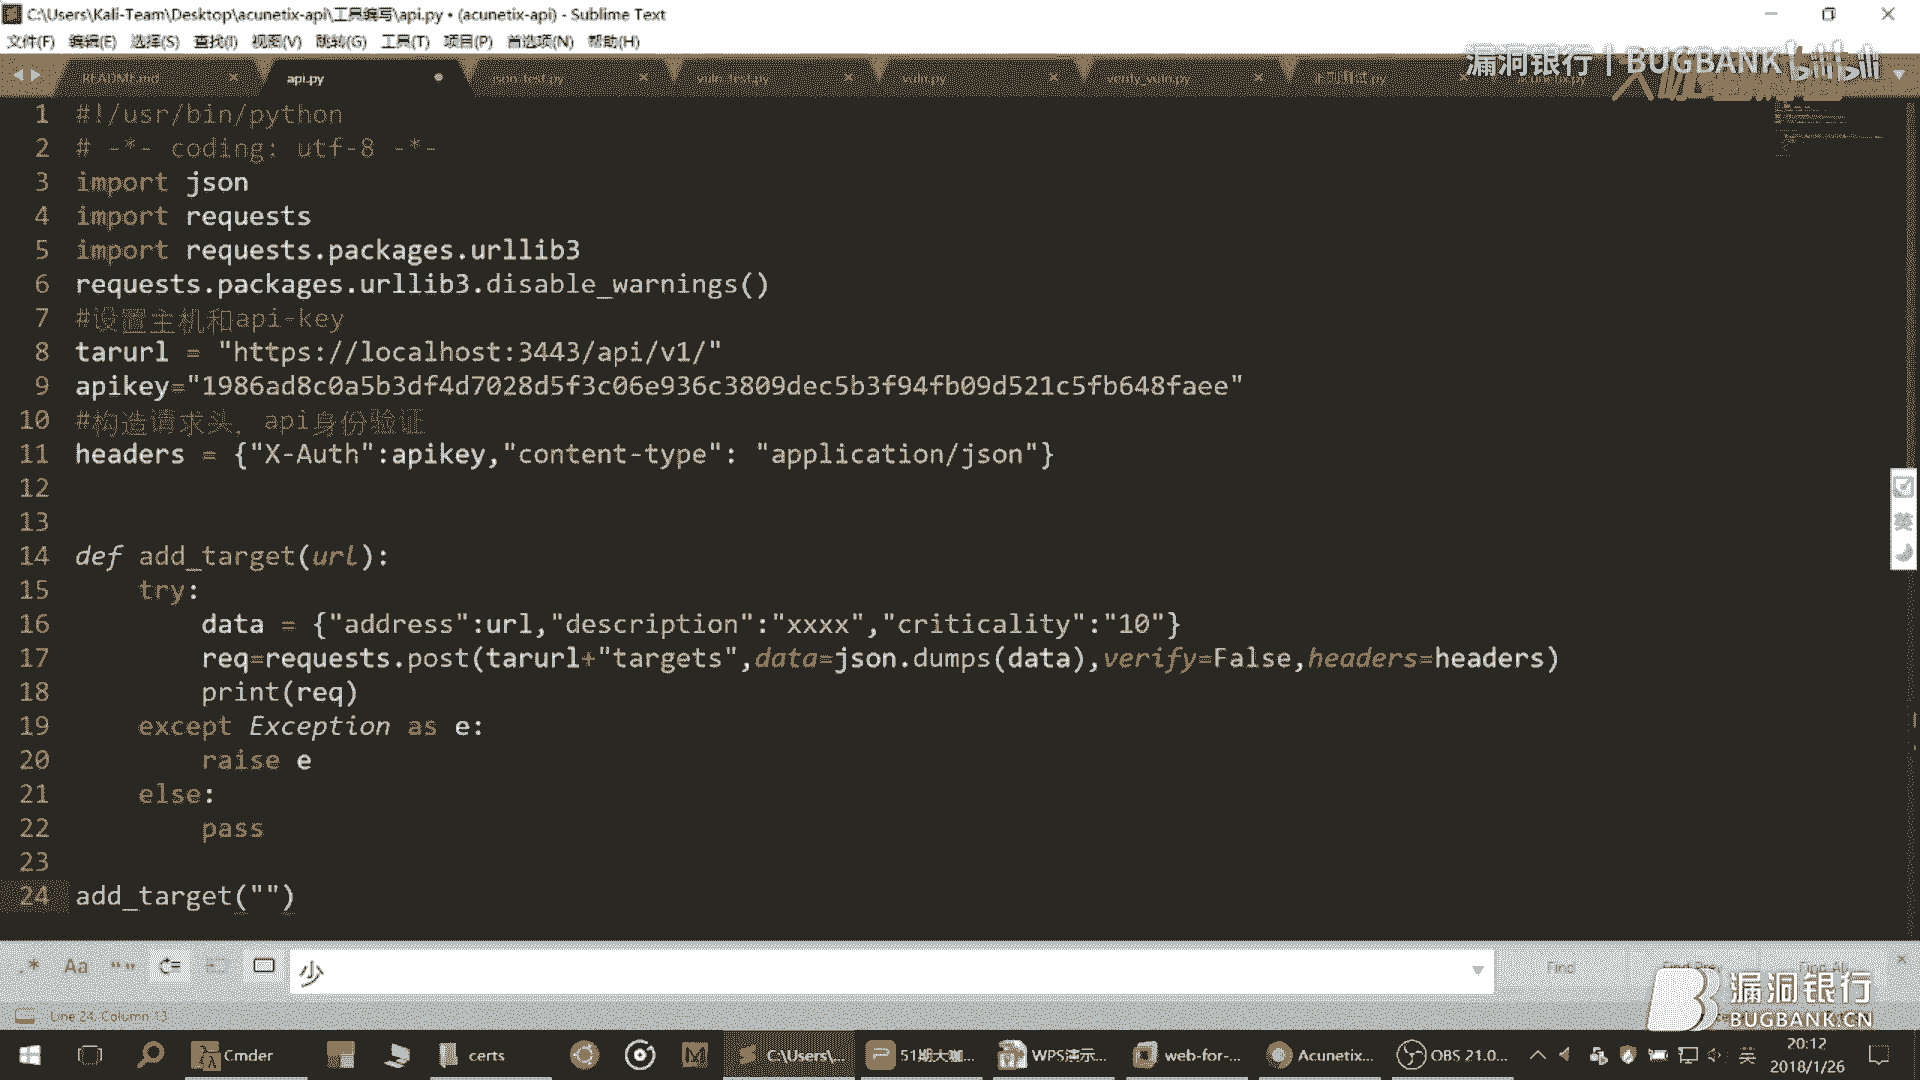 C:\Users\Kali-Team\Desktop\acunetix-api\工具编写\api.py • (acunetix-api) - Sublime Text
文件(F) 编辑(E) 选择(S) 查找(I) 视图(V) 跳转(G) 工具(T) 项目(P) 首选项(N) 帮助(H)
漏洞银行 | BUGBANK bilibili
README.md api.py json_test.py vuln_test.py vuln.py verify_vuln.py
1 #!/usr/bin/python
2 # -*- coding: utf-8 -*-
3 import json
4 import requests
5 import requests.packages.urllib3
6 requests.packages.urllib3.disable_warnings()
7 #设置主机和api-key
8 tarurl = "https://localhost:3443/api/v1/"
9 apikey="1986ad8c0a5b3df4d7028d5f3c06e936c3809dec5b3f94fb09d521c5fb648faee"
10 #构造请求头，api身份验证
11 headers = {"X-Auth":apikey,"content-type": "application/json"}
12
13
14 def add_target(url):
15 try:
16 data = {"address":url,"description":"xxxx","criticality":"10"}
17 req=requests.post(tarurl+"targets",data=json.dumps(data),verify=False,headers=headers)
18 print(req)
19 except Exception as e:
20 raise e
21 else:
22 pass
23
24 add_target("")
.* Aa “” 少 Find Find Prev Find All
Line 24, Column 13
漏洞银行
BUGBANK.CN
Cmder certs C:\Users\... 51期大咖... WPS演示... web-for-... Acunetix... OBS 21.0... 英
20:12
2018/1/26
英